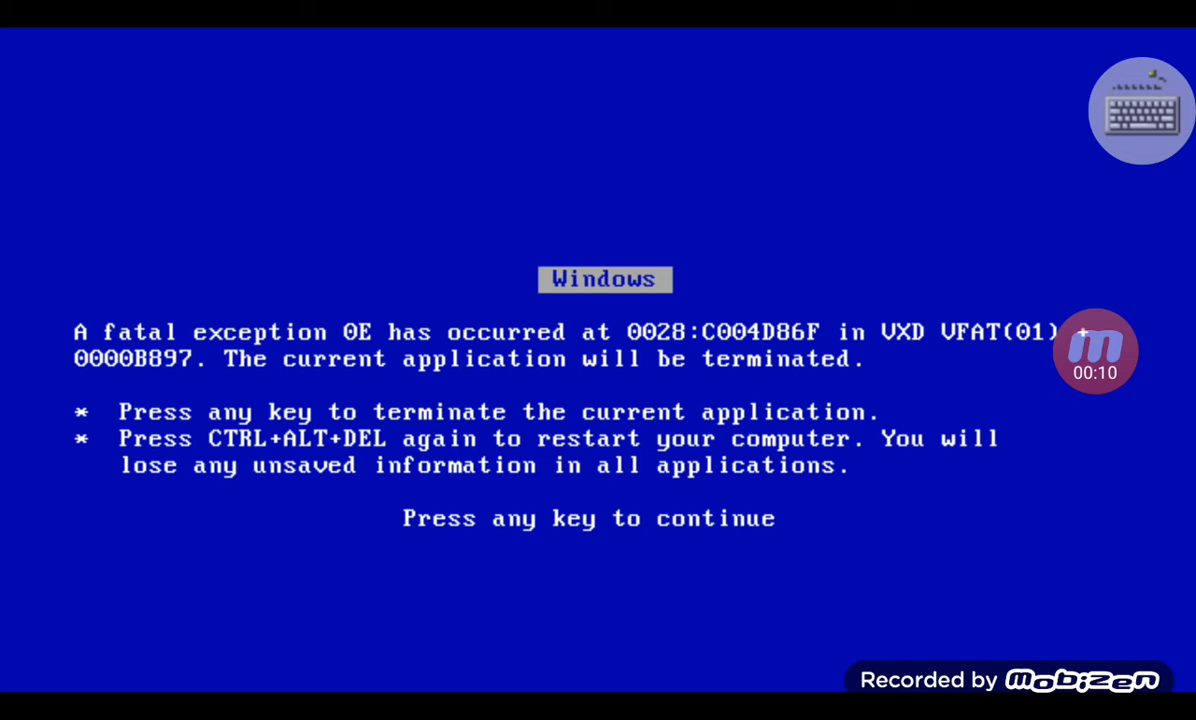 Windows
A fatal exception 0E has occurred at 0028:C004D86F in VXD VFAT(01) +
0000B897. The current application will be terminated.
* Press any key to terminate the current application.
* Press CTRL+ALT+DEL again to restart your computer. You will
lose any unsaved information in all applications.
Press any key to continue
00:10
Recorded by mobizen